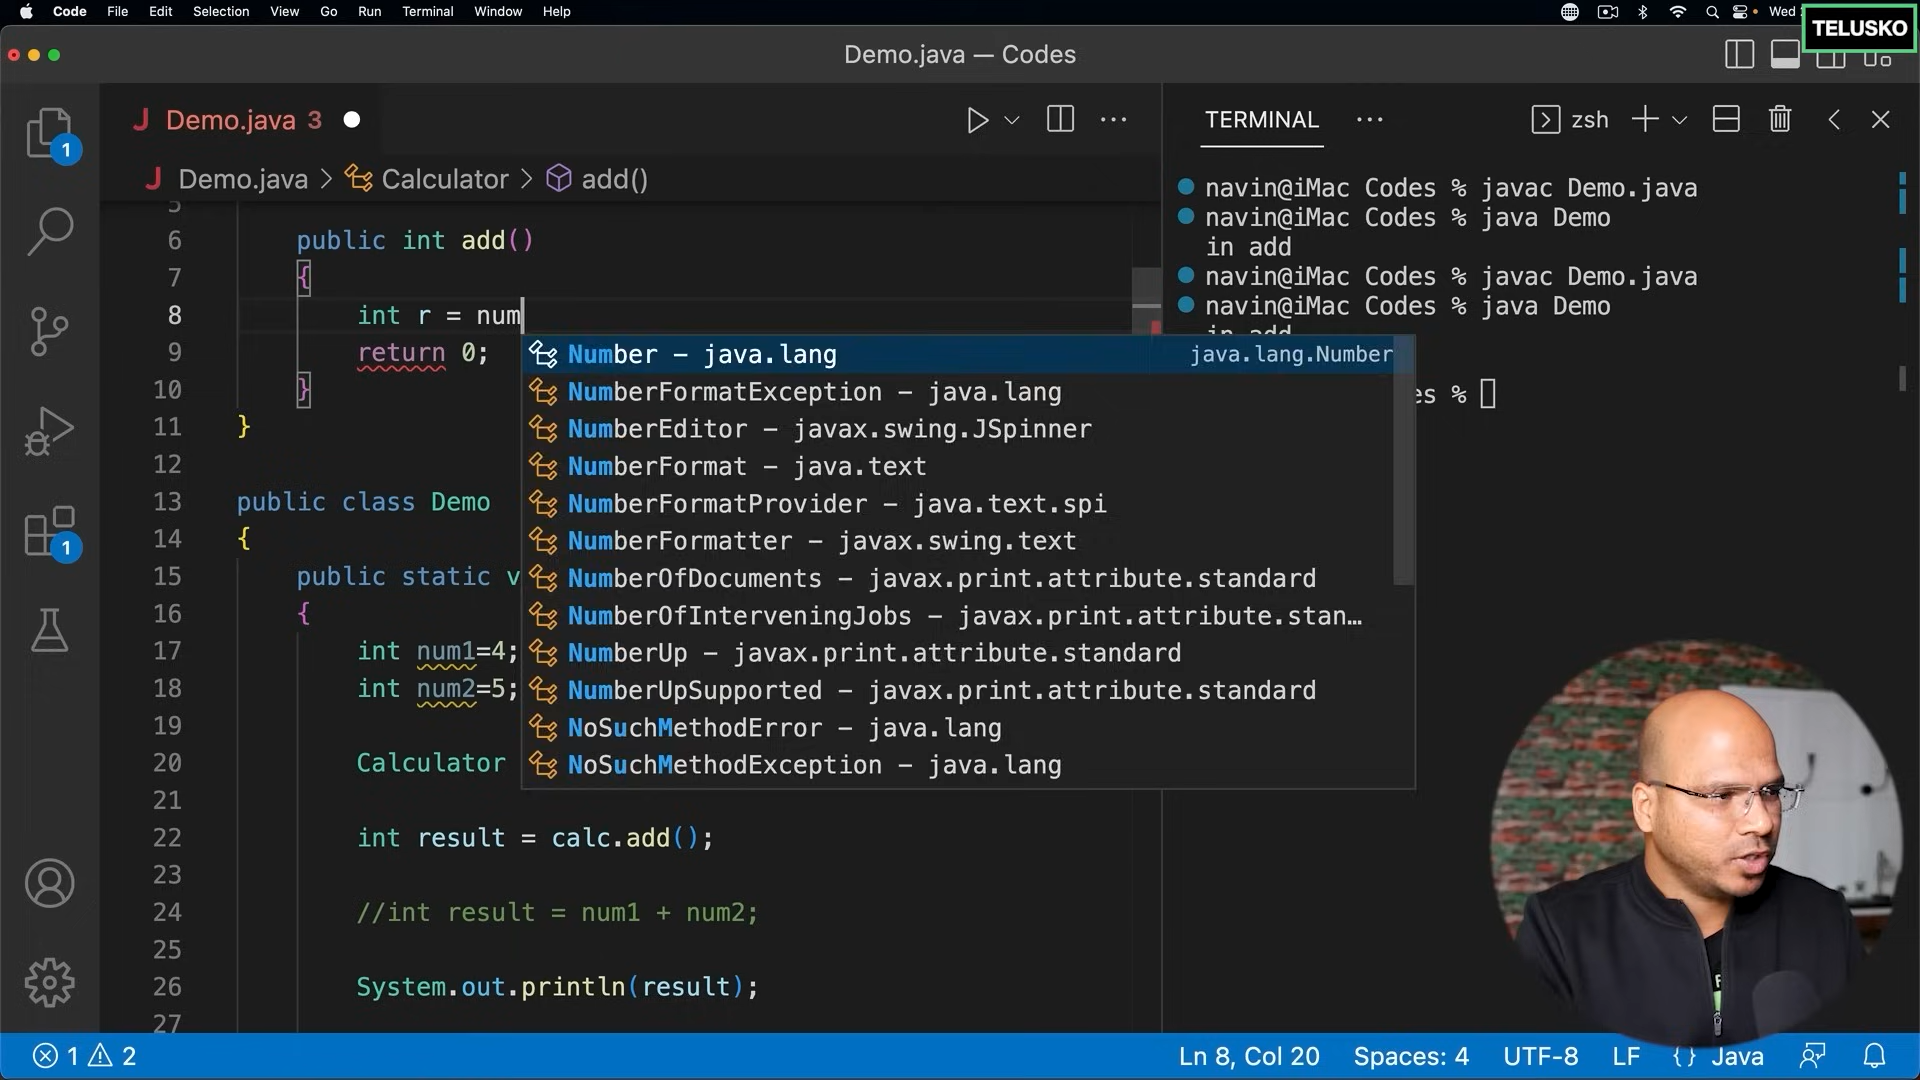 Code File Edit Selection View Go Run Terminal Window Help
Wed
TELUSKO
Demo.java — Codes
Demo.java 3
Demo.java > Calculator > add()
5
6 public int add()
7 {
8 int r = num
9 return 0;
10 }
11 }
12
13 public class Demo
14 {
15 public static v
16 {
17 int num1=4;
18 int num2=5;
19
20 Calculator
21
22 int result = calc.add();
23
24 //int result = num1 + num2;
25
26 System.out.println(result);
27
Number – java.lang java.lang.Number
NumberFormatException – java.lang
NumberEditor – javax.swing.JSpinner
NumberFormat – java.text
NumberFormatProvider – java.text.spi
NumberFormatter – javax.swing.text
NumberOfDocuments – javax.print.attribute.standard
NumberOfInterveningJobs – javax.print.attribute.stan…
NumberUp – javax.print.attribute.standard
NumberUpSupported – javax.print.attribute.standard
NoSuchMethodError – java.lang
NoSuchMethodException – java.lang
TERMINAL zsh
navin@iMac Codes % javac Demo.java
navin@iMac Codes % java Demo
in add
navin@iMac Codes % javac Demo.java
navin@iMac Codes % java Demo
in add
es %
1
1
1 2
Ln 8, Col 20 Spaces: 4 UTF-8 LF {} Java